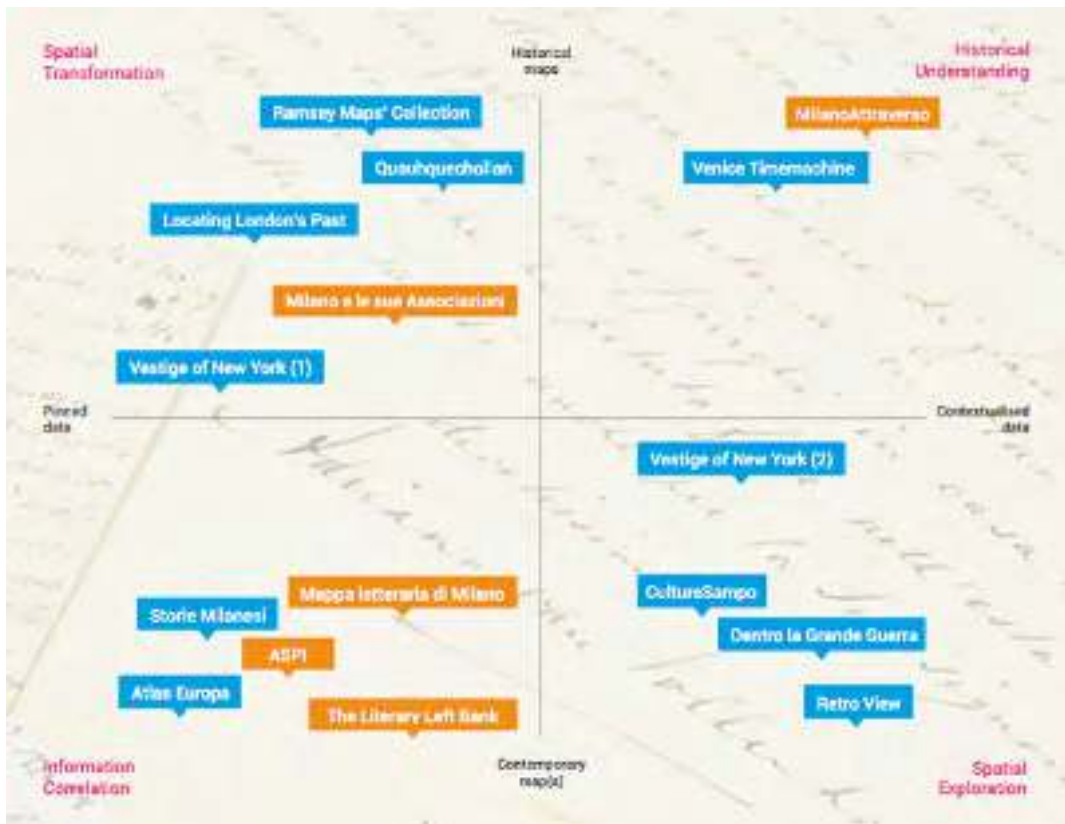 Spatial
Transformation
Historical
maps
Historical
Understanding
Ramsey Maps' Collection
MilanoAttraverso
Quauhquechollan
Venice Timemachine
Locating London's Past
Milano e le sue Associazioni
Vestige of New York (1)
Pinned
data
Contextualised
data
Vestige of New York (2)
Mappa letteraria di Milano
CultureSampo
Storie Milanesi
Dentro la Grande Guerra
ASPI
Atlas Europa
Retro View
The Literary Left Bank
Information
Correlation
Contemporary
map(s)
Spatial
Exploration